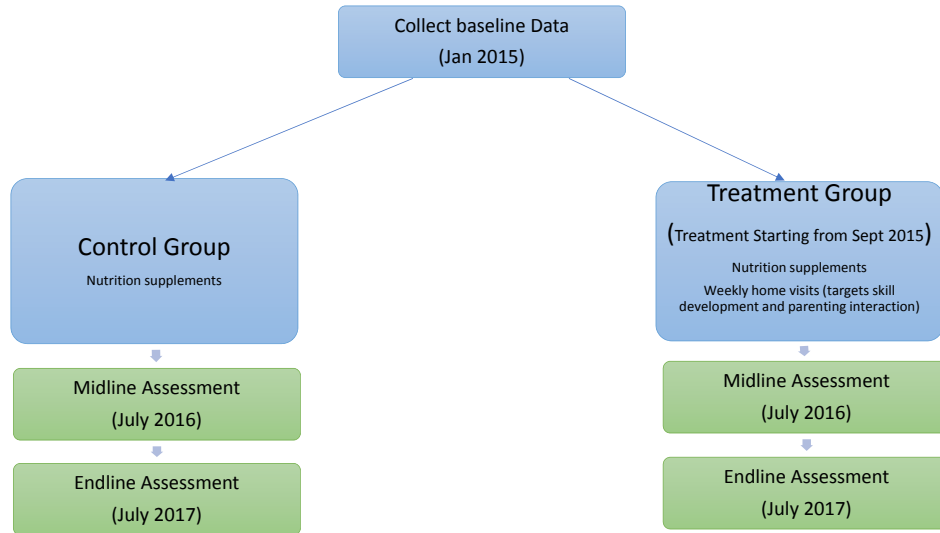 Collect baseline Data
(Jan 2015)
Control Group
Nutrition supplements
Midline Assessment
(July 2016)
Endline Assessment
(July 2017)
Treatment Group
(Treatment Starting from Sept 2015)
Nutrition supplements
Weekly home visits (targets skill
development and parenting interaction)
Midline Assessment
(July 2016)
Endline Assessment
(July 2017)